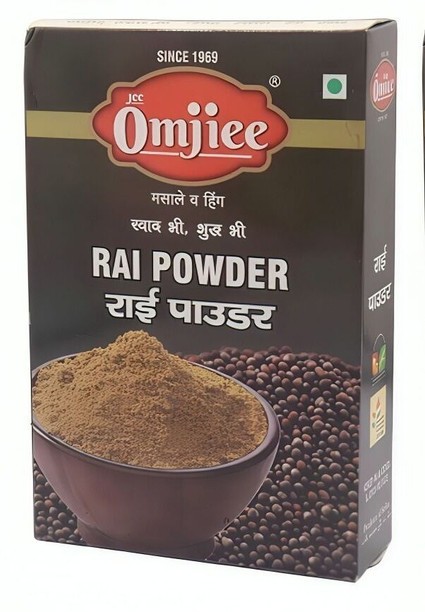 SINCE 1969
JCC
Omjiee
®
मसाले व हिंग
स्वाद भी, शुद्ध भी
RAI POWDER
राई पाउडर
Omjiee
राई
पाउडर